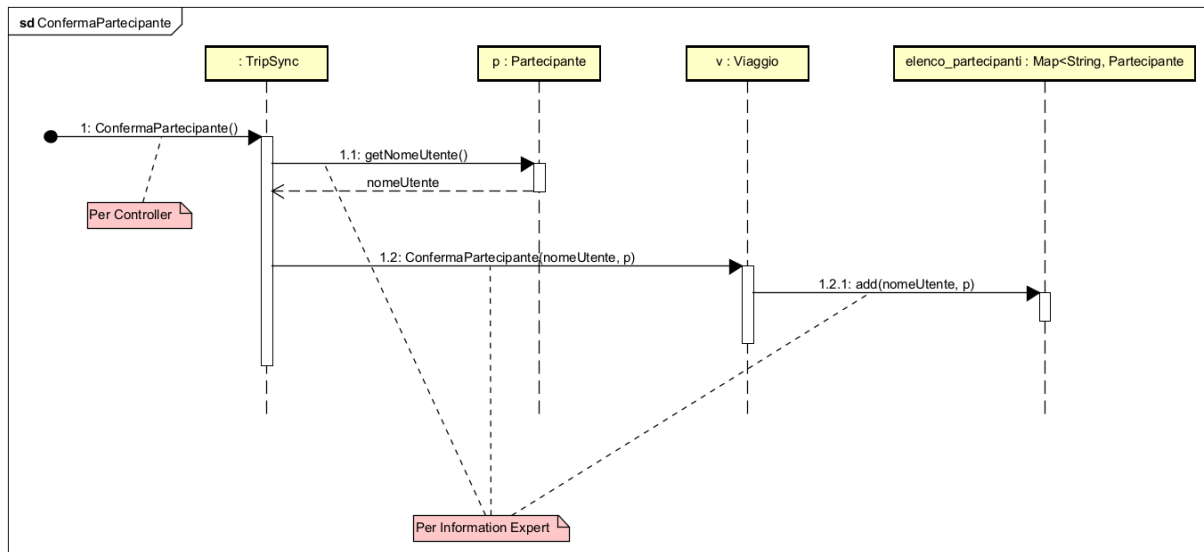 sd ConfermaPartecipante
: TripSync
p : Partecipante
v : Viaggio
elenco_partecipanti : Map<String, Partecipante
1: ConfermaPartecipante()
1.1: getNomeUtente()
nomeUtente
Per Controller
1.2: ConfermaPartecipante(nomeUtente, p)
1.2.1: add(nomeUtente, p)
Per Information Expert